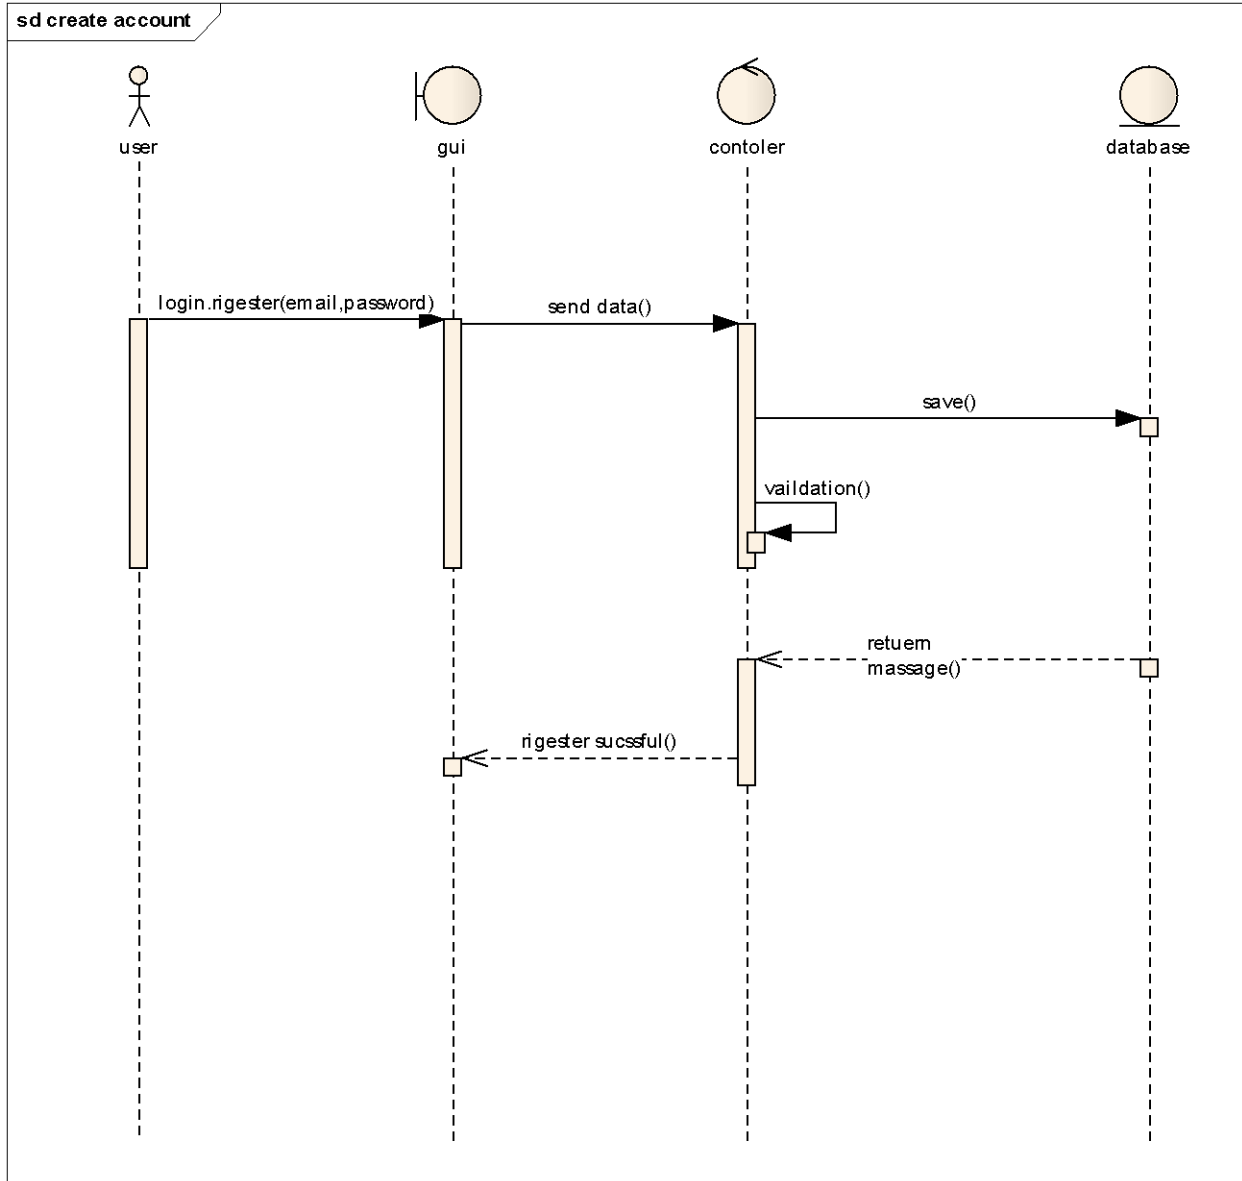 sd create account
user
gui
contoler
database
login.rigester(email,password)
send data()
save()
vaildation()
retuern
massage()
rigester sucssful()